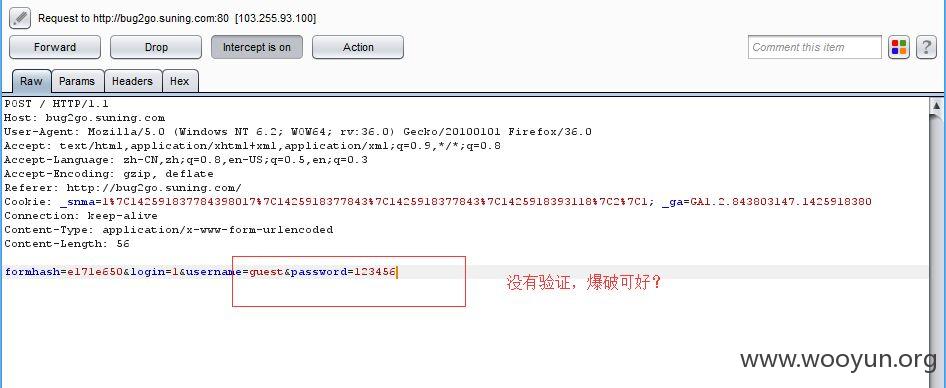 Request to http://bug2go.suning.com:80 [103.255.93.100]
Forward Drop Intercept is on Action Comment this item ?
Raw Params Headers Hex
POST / HTTP/1.1
Host: bug2go.suning.com
User-Agent: Mozilla/5.0 (Windows NT 6.2; WOW64; rv:36.0) Gecko/20100101 Firefox/36.0
Accept: text/html,application/xhtml+xml,application/xml;q=0.9,*/*;q=0.8
Accept-Language: zh-CN,zh;q=0.8,en-US;q=0.5,en;q=0.3
Accept-Encoding: gzip, deflate
Referer: http://bug2go.suning.com/
Cookie: _snma=1%7C142591837784398017%7C1425918377843%7C1425918377843%7C1425918393118%7C2%7C1; _ga=GA1.2.843803147.1425918380
Connection: keep-alive
Content-Type: application/x-www-form-urlencoded
Content-Length: 56
formhash=e171e650&login=1&username=guest&password=123456
没有验证，爆破可好？
www.wooyun.org